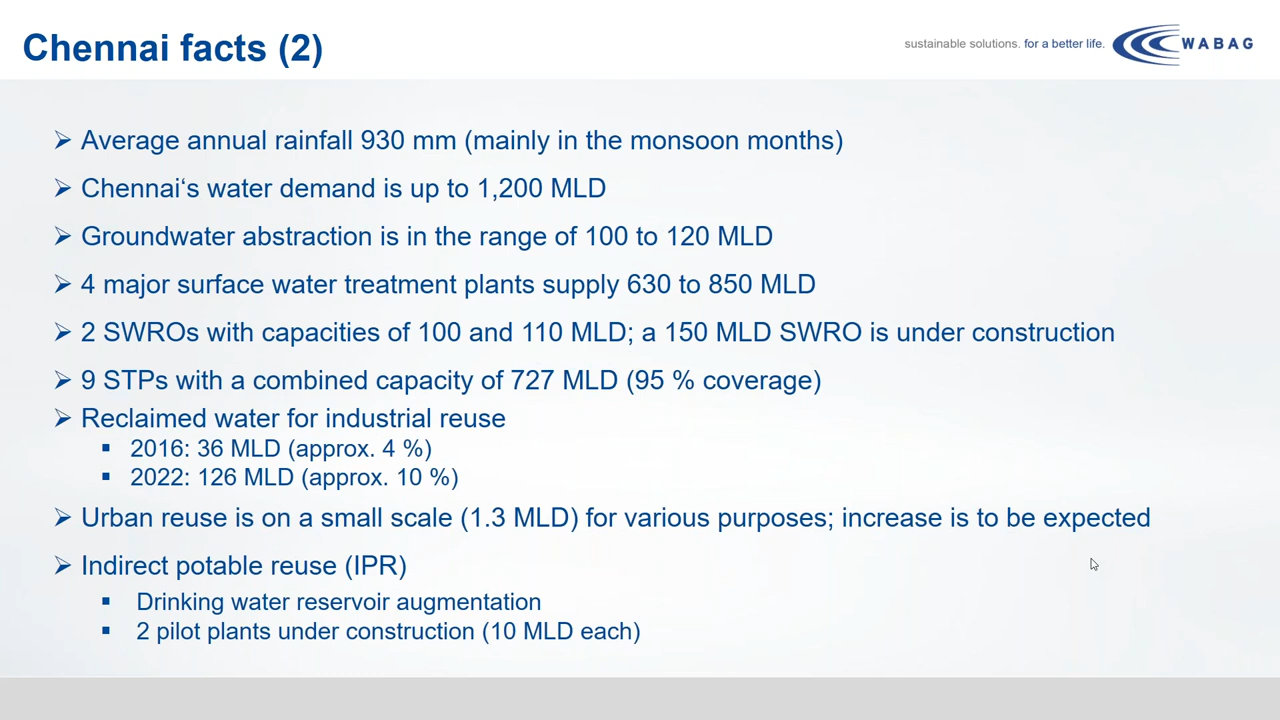 Chennai facts (2)
sustainable solutions. for a better life.
WABAG
➢ Average annual rainfall 930 mm (mainly in the monsoon months)
➢ Chennai‘s water demand is up to 1,200 MLD
➢ Groundwater abstraction is in the range of 100 to 120 MLD
➢ 4 major surface water treatment plants supply 630 to 850 MLD
➢ 2 SWROs with capacities of 100 and 110 MLD; a 150 MLD SWRO is under construction
➢ 9 STPs with a combined capacity of 727 MLD (95 % coverage)
➢ Reclaimed water for industrial reuse
▪ 2016: 36 MLD (approx. 4 %)
▪ 2022: 126 MLD (approx. 10 %)
➢ Urban reuse is on a small scale (1.3 MLD) for various purposes; increase is to be expected
➢ Indirect potable reuse (IPR)
▪ Drinking water reservoir augmentation
▪ 2 pilot plants under construction (10 MLD each)